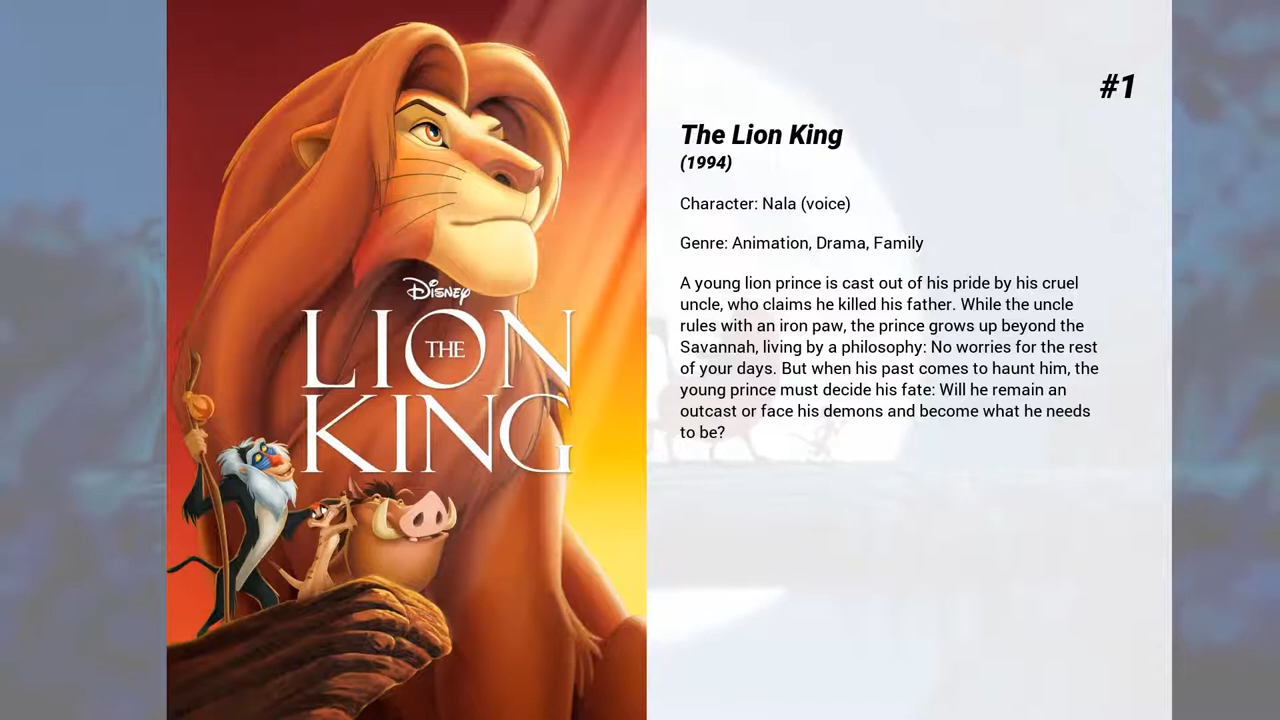 #1
The Lion King
(1994)
Character: Nala (voice)
Genre: Animation, Drama, Family
A young lion prince is cast out of his pride by his cruel
uncle, who claims he killed his father. While the uncle
rules with an iron paw, the prince grows up beyond the
Savannah, living by a philosophy: No worries for the rest
of your days. But when his past comes to haunt him, the
young prince must decide his fate: Will he remain an
outcast or face his demons and become what he needs
to be?
Disney
THE
LION
KING